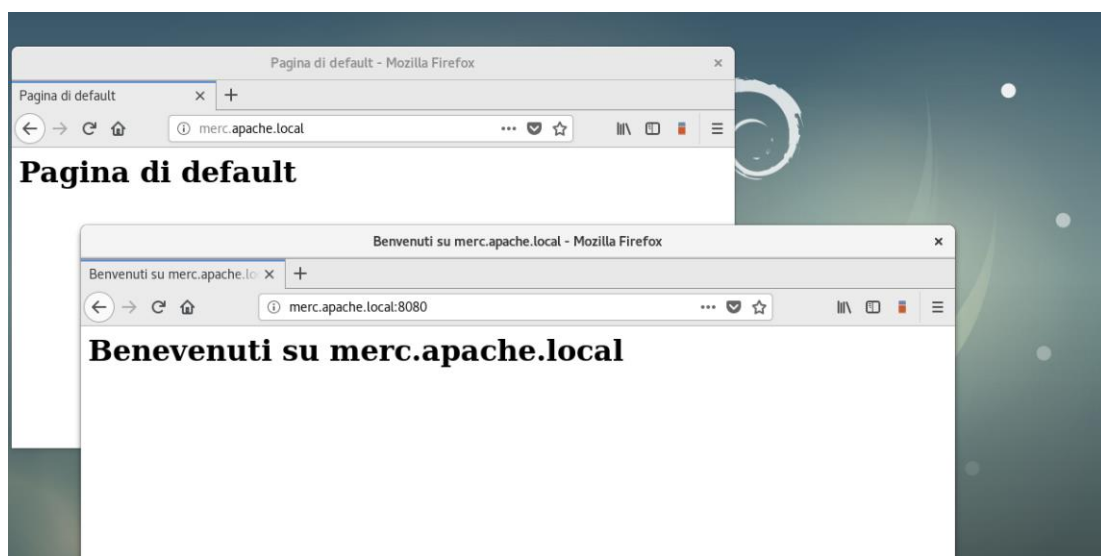 Pagina di default - Mozilla Firefox
Pagina di default
merc.apache.local
Pagina di default
Benvenuti su merc.apache.local - Mozilla Firefox
Benvenuti su merc.apache.lo
merc.apache.local:8080
Benevenuti su merc.apache.local